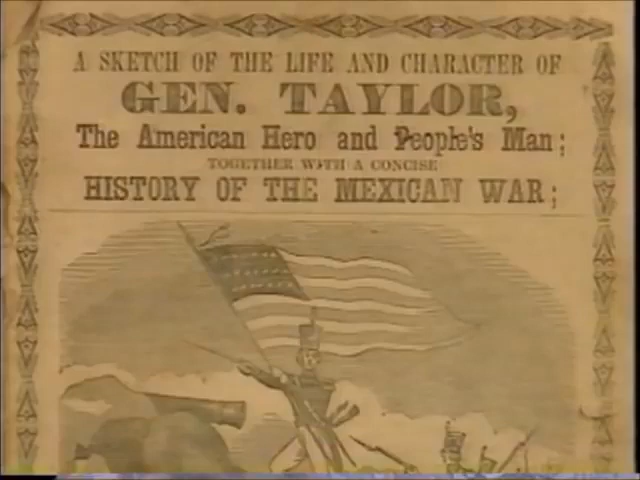 A SKETCH OF THE LIFE AND CHARACTER OF
GEN. TAYLOR,
The American Hero and People's Man;
TOGETHER WITH A CONCISE
HISTORY OF THE MEXICAN WAR;